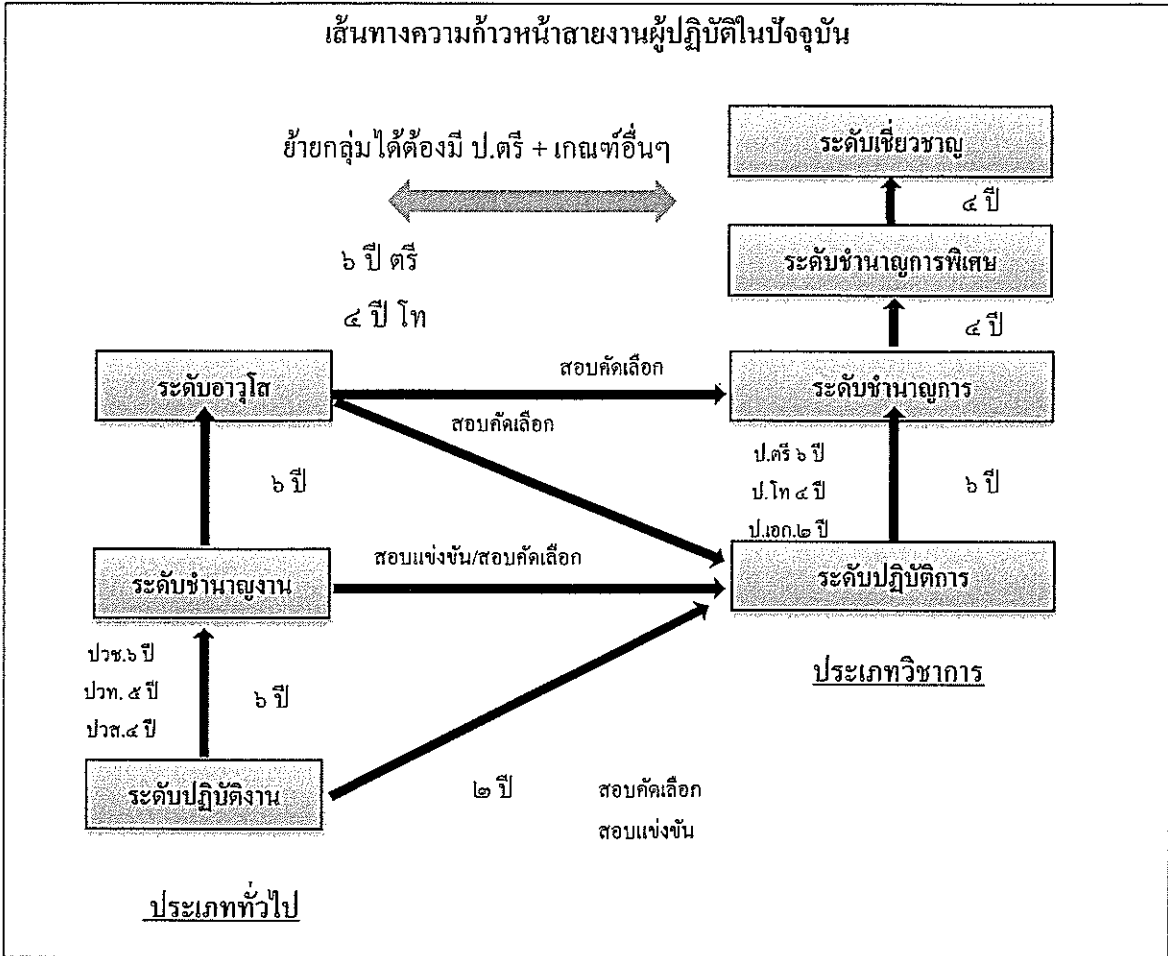 เส้นทางความก้าวหน้าสายงานผู้ปฏิบัติในปัจจุบัน
ย้ายกลุ่มได้ต้องมี ป.ตรี + เกณฑ์อื่นๆ
ระดับเชี่ยวชาญ
๔ ปี
๖ ปี ตรี
ระดับชำนาญการพิเศษ
๔ ปี โท
๔ ปี
ระดับอาวุโส
สอบคัดเลือก
ระดับชำนาญการ
สอบคัดเลือก
๖ ปี
ป.ตรี ๖ ปี
ป.โท ๔ ปี
ป.เอก.๒ ปี
๖ ปี
ระดับชำนาญงาน
สอบแข่งขัน/สอบคัดเลือก
ระดับปฏิบัติการ
ปวช.๖ ปี
ปวท. ๕ ปี
ปวส.๔ ปี
๖ ปี
ประเภทวิชาการ
ระดับปฏิบัติงาน
๒ ปี
สอบคัดเลือก
สอบแข่งขัน
ประเภททั่วไป